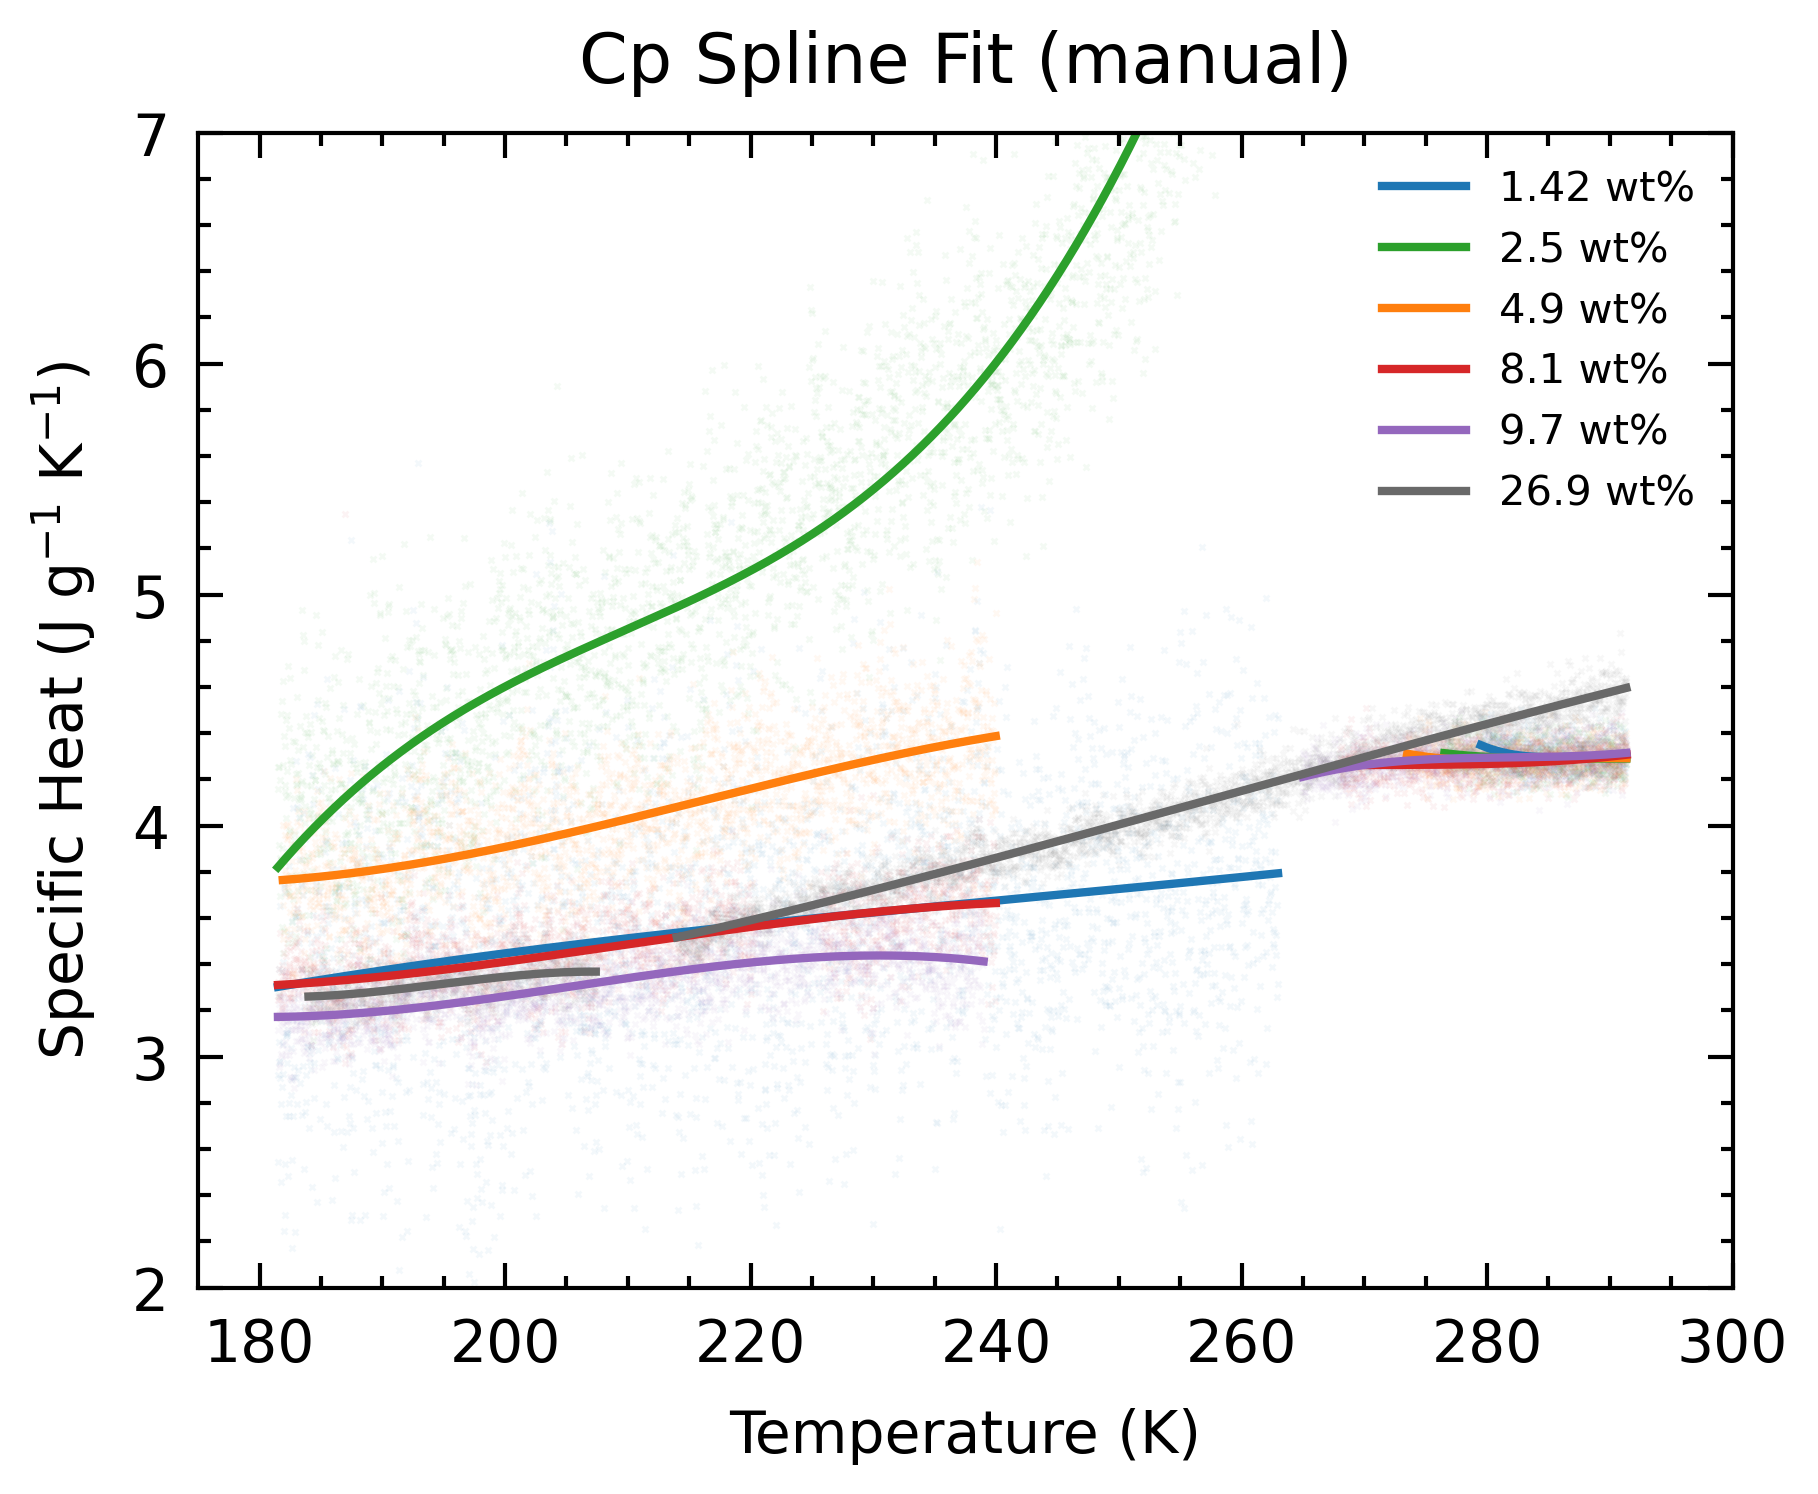 Cp Spline Fit (manual)
7
6
5
4
3
2
Specific Heat (J g⁻¹ K⁻¹)
1.42 wt%
2.5 wt%
4.9 wt%
8.1 wt%
9.7 wt%
26.9 wt%
180 200 220 240 260 280 300
Temperature (K)